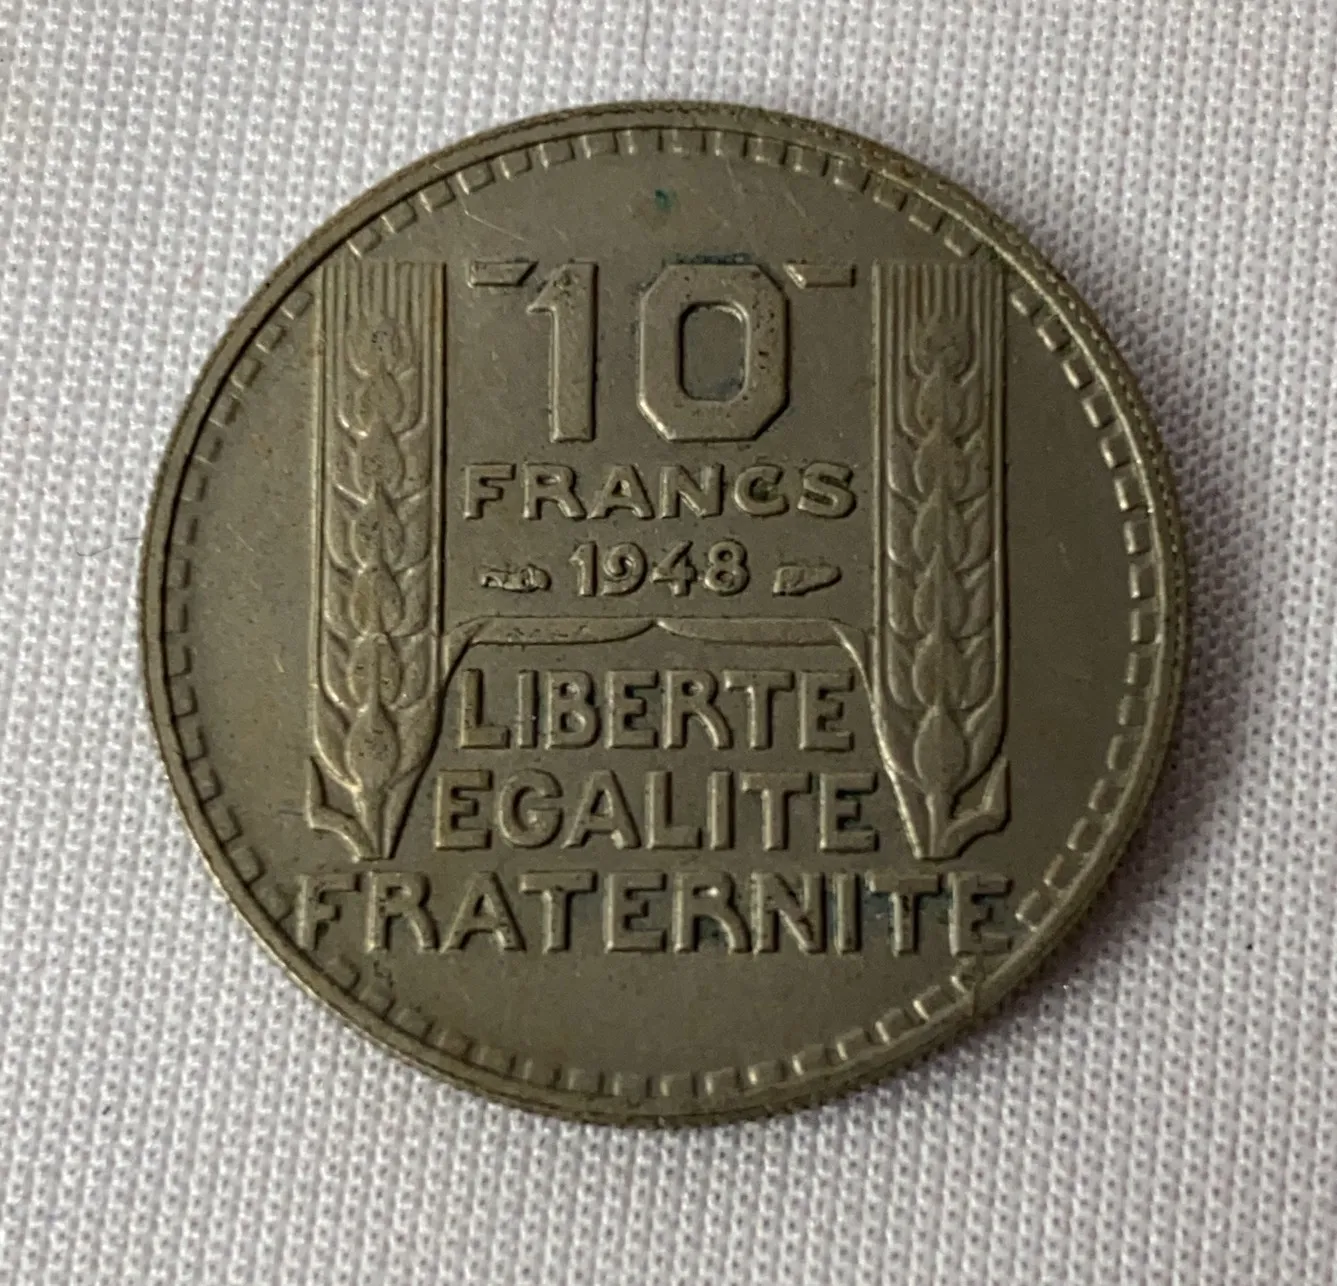 10
FRANCS
1948
LIBERTE
EGALITE
FRATERNITE